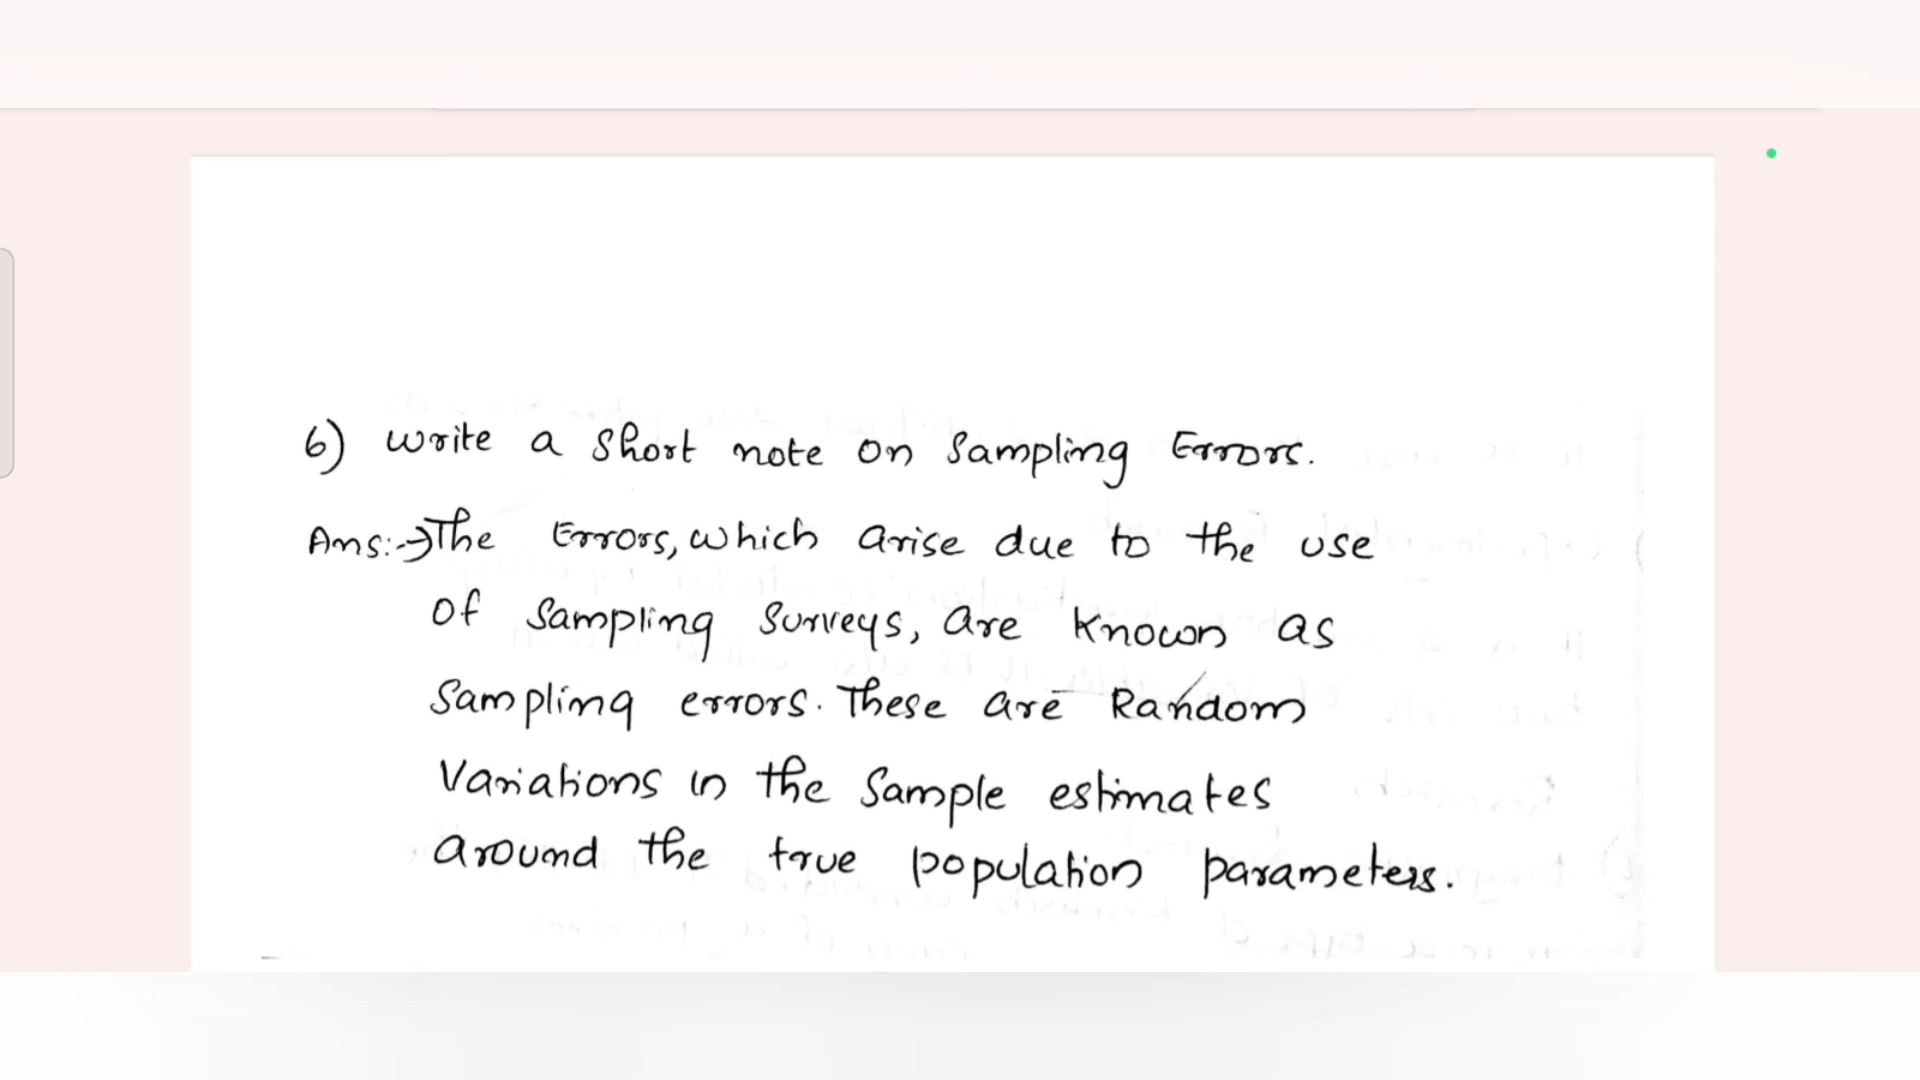 6) Write a short note on Sampling Errors.
Ans:-→The Errors, which arise due to the use
of Sampling Surveys, are known as
Sampling errors. These are Random
Variations in the Sample estimates
around the true population parameters.